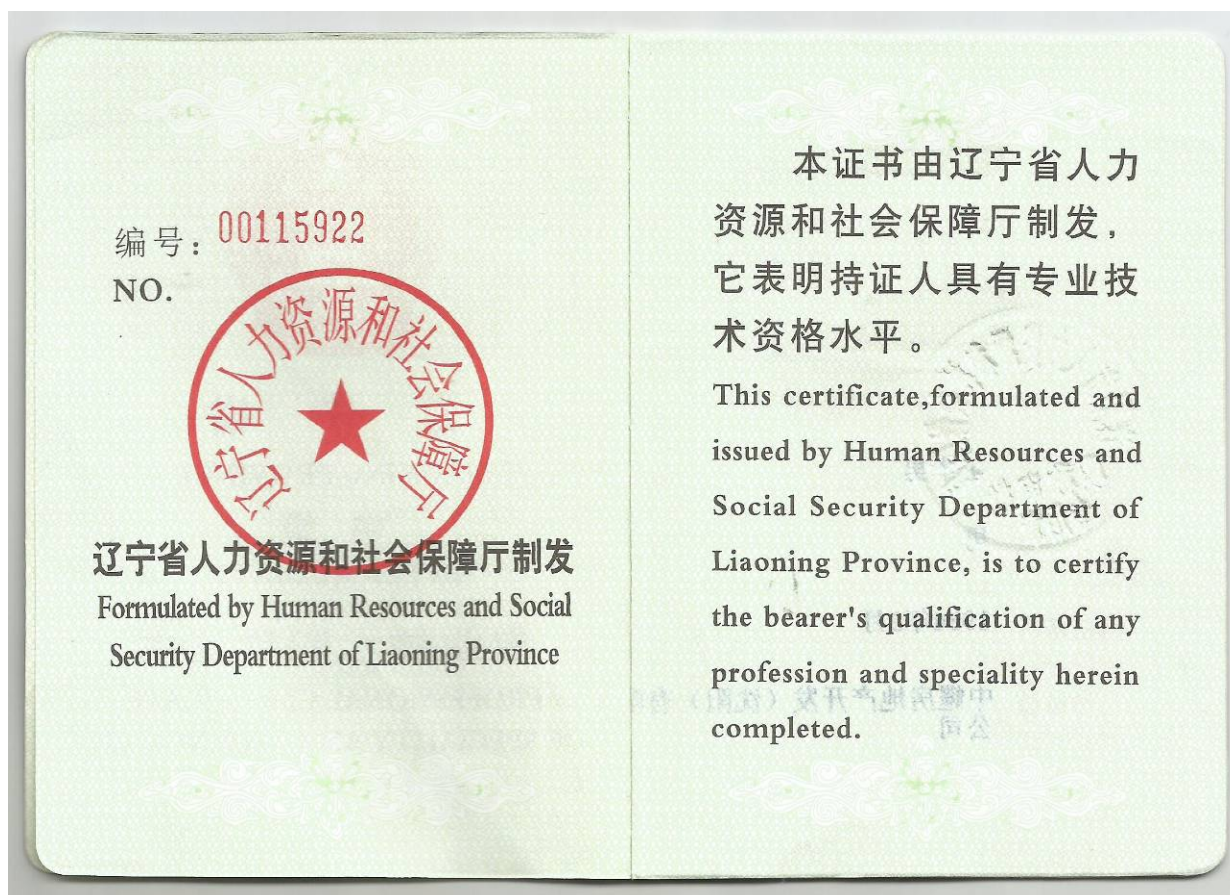 编号：00115922
NO.
辽宁省人力资源和社会保障厅
辽宁省人力资源和社会保障厅制发
Formulated by Human Resources and Social
Security Department of Liaoning Province
本证书由辽宁省人力
资源和社会保障厅制发，
它表明持证人具有专业技
术资格水平。
This certificate,formulated and
issued by Human Resources and
Social Security Department of
Liaoning Province, is to certify
the bearer's qualification of any
profession and speciality herein
completed.